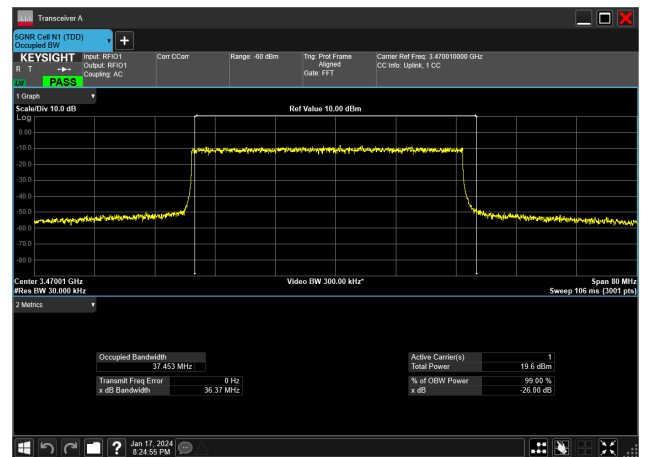 Transceiver A
5GNR Cell N1 (TDD)
Occupied BW
KEYSIGHT
R T
LV
PASS
Input: RFIO1
Output: RFIO1
Coupling: AC
Corr CCorr
Range: -60 dBm
Trig: Prot Frame
Aligned
Gate: FFT
Carrier Ref Freq: 3.470010000 GHz
CC Info: Uplink, 1 CC
1 Graph
Scale/Div 10.0 dB
Ref Value 10.00 dBm
Log
0.00
-10.0
-20.0
-30.0
-40.0
-50.0
-60.0
-70.0
-80.0
Center 3.47001 GHz
Video BW 300.00 kHz*
Span 80 MHz
#Res BW 30.000 kHz
Sweep 106 ms (3001 pts)
2 Metrics
Occupied Bandwidth
37.453 MHz
Active Carrier(s) 1
Total Power 19.6 dBm
Transmit Freq Error 0 Hz
x dB Bandwidth 36.37 MHz
% of OBW Power 99.00 %
x dB -26.00 dB
Jan 17, 2024
8:24:55 PM